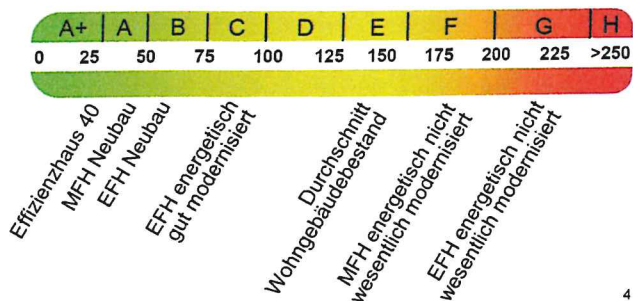 A+ A B C D E F G H
0 25 50 75 100 125 150 175 200 225 >250
Effizienzhaus 40
MFH Neubau
EFH Neubau
EFH energetisch
gut modernisiert
Durchschnitt
Wohngebäudebestand
MFH energetisch nicht
wesentlich modernisiert
EFH energetisch nicht
wesentlich modernisiert
4